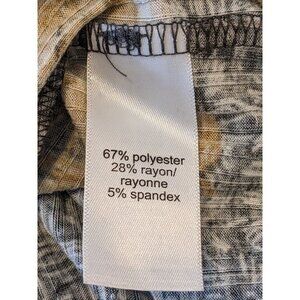 67% polyester
28% rayon/
rayonne
5% spandex